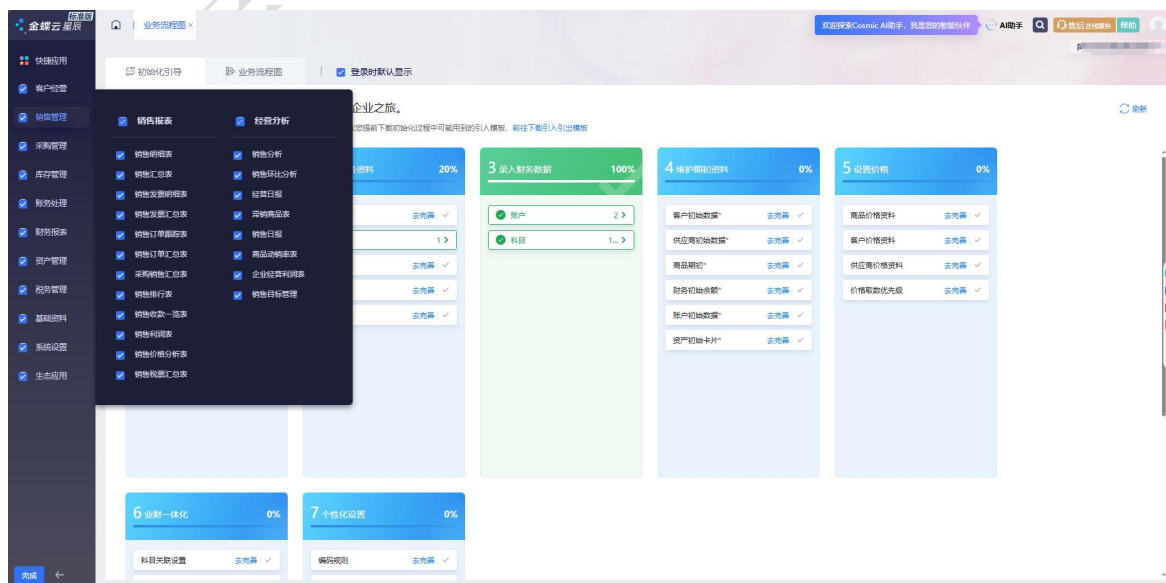 金蝶云星辰 标准版
业务流程图 ×
欢迎探索Cosmic AI助手，我是您的智能伙伴
AI助手
售后在线服务
帮助
快捷应用
客户经营
销售管理
采购管理
库存管理
账务处理
财务报表
资产管理
税务管理
基础资料
系统设置
生态应用
完成
初始化引导
业务流程图
登录时默认显示
企业之旅。
您提前下载初始化过程中可能用到的引入模板，前往下载引入引出模板
刷新
销售报表
销售明细表
销售汇总表
销售发票明细表
销售发票汇总表
销售订单跟踪表
销售订单汇总表
采购销售汇总表
销售排行表
销售收款一览表
销售利润表
销售价格分析表
销售税票汇总表
经营分析
销售分析
销售环比分析
经营日报
滞销商品表
销售日报
商品动销率表
企业经营利润表
销售目标管理
资料 20%
去完善
1 >
去完善
去完善
去完善
3 录入财务数据 100%
账户 2 >
科目 1... >
4 维护期初资料 0%
客户初始数据* 去完善
供应商初始数据* 去完善
商品期初* 去完善
财务初始余额* 去完善
账户初始数据* 去完善
资产初始卡片* 去完善
5 设置价格 0%
商品价格资料 去完善
客户价格资料 去完善
供应商价格资料 去完善
价格取数优先级 去完善
6 业财一体化 0%
科目关联设置 去完善
7 个性化设置 0%
编码规则 去完善